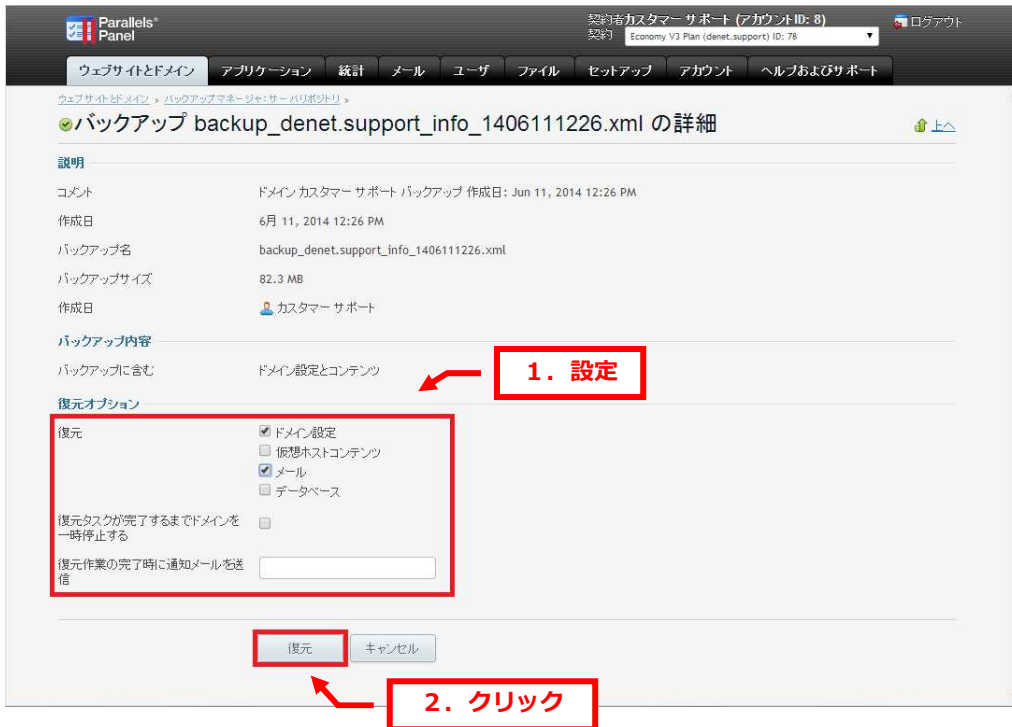 Parallels®
Panel
契約者カスタマー サポート (アカウントID: 8)
ログアウト
契約 Economy V3 Plan (denet.support) ID: 78
ウェブサイトとドメイン アプリケーション 統計 メール ユーザ ファイル セットアップ アカウント ヘルプおよびサポート
ウェブサイトとドメイン > バックアップマネージャ:サーバリポジトリ >
バックアップ backup_denet.support_info_1406111226.xml の詳細
上へ
説明
コメント ドメイン カスタマー サポート バックアップ 作成日: Jun 11, 2014 12:26 PM
作成日 6月 11, 2014 12:26 PM
バックアップ名 backup_denet.support_info_1406111226.xml
バックアップサイズ 82.3 MB
作成日 カスタマー サポート
バックアップ内容
バックアップに含む ドメイン設定とコンテンツ
1．設定
復元オプション
復元 ドメイン設定
仮想ホストコンテンツ
メール
データベース
復元タスクが完了するまでドメインを
一時停止する
復元作業の完了時に通知メールを送
信
復元 キャンセル
2．クリック